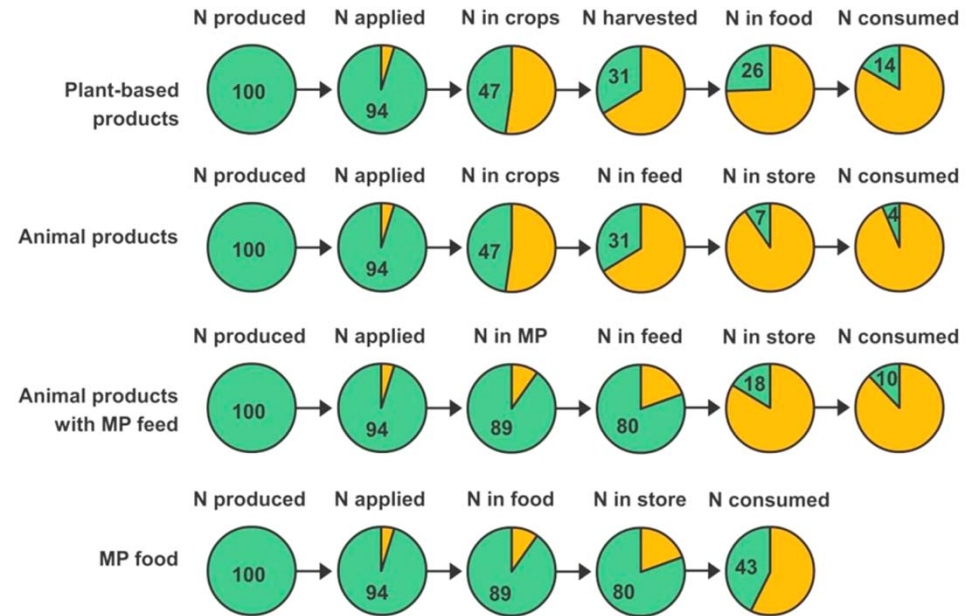 N produced N applied N in crops N harvested N in food N consumed
Plant-based
products
100 94 47 31 26 14
N produced N applied N in crops N in feed N in store N consumed
Animal products
100 94 47 31 7 4
N produced N applied N in MP N in feed N in store N consumed
Animal products
with MP feed
100 94 89 80 18 10
N produced N applied N in food N in store N consumed
MP food
100 94 89 80 43